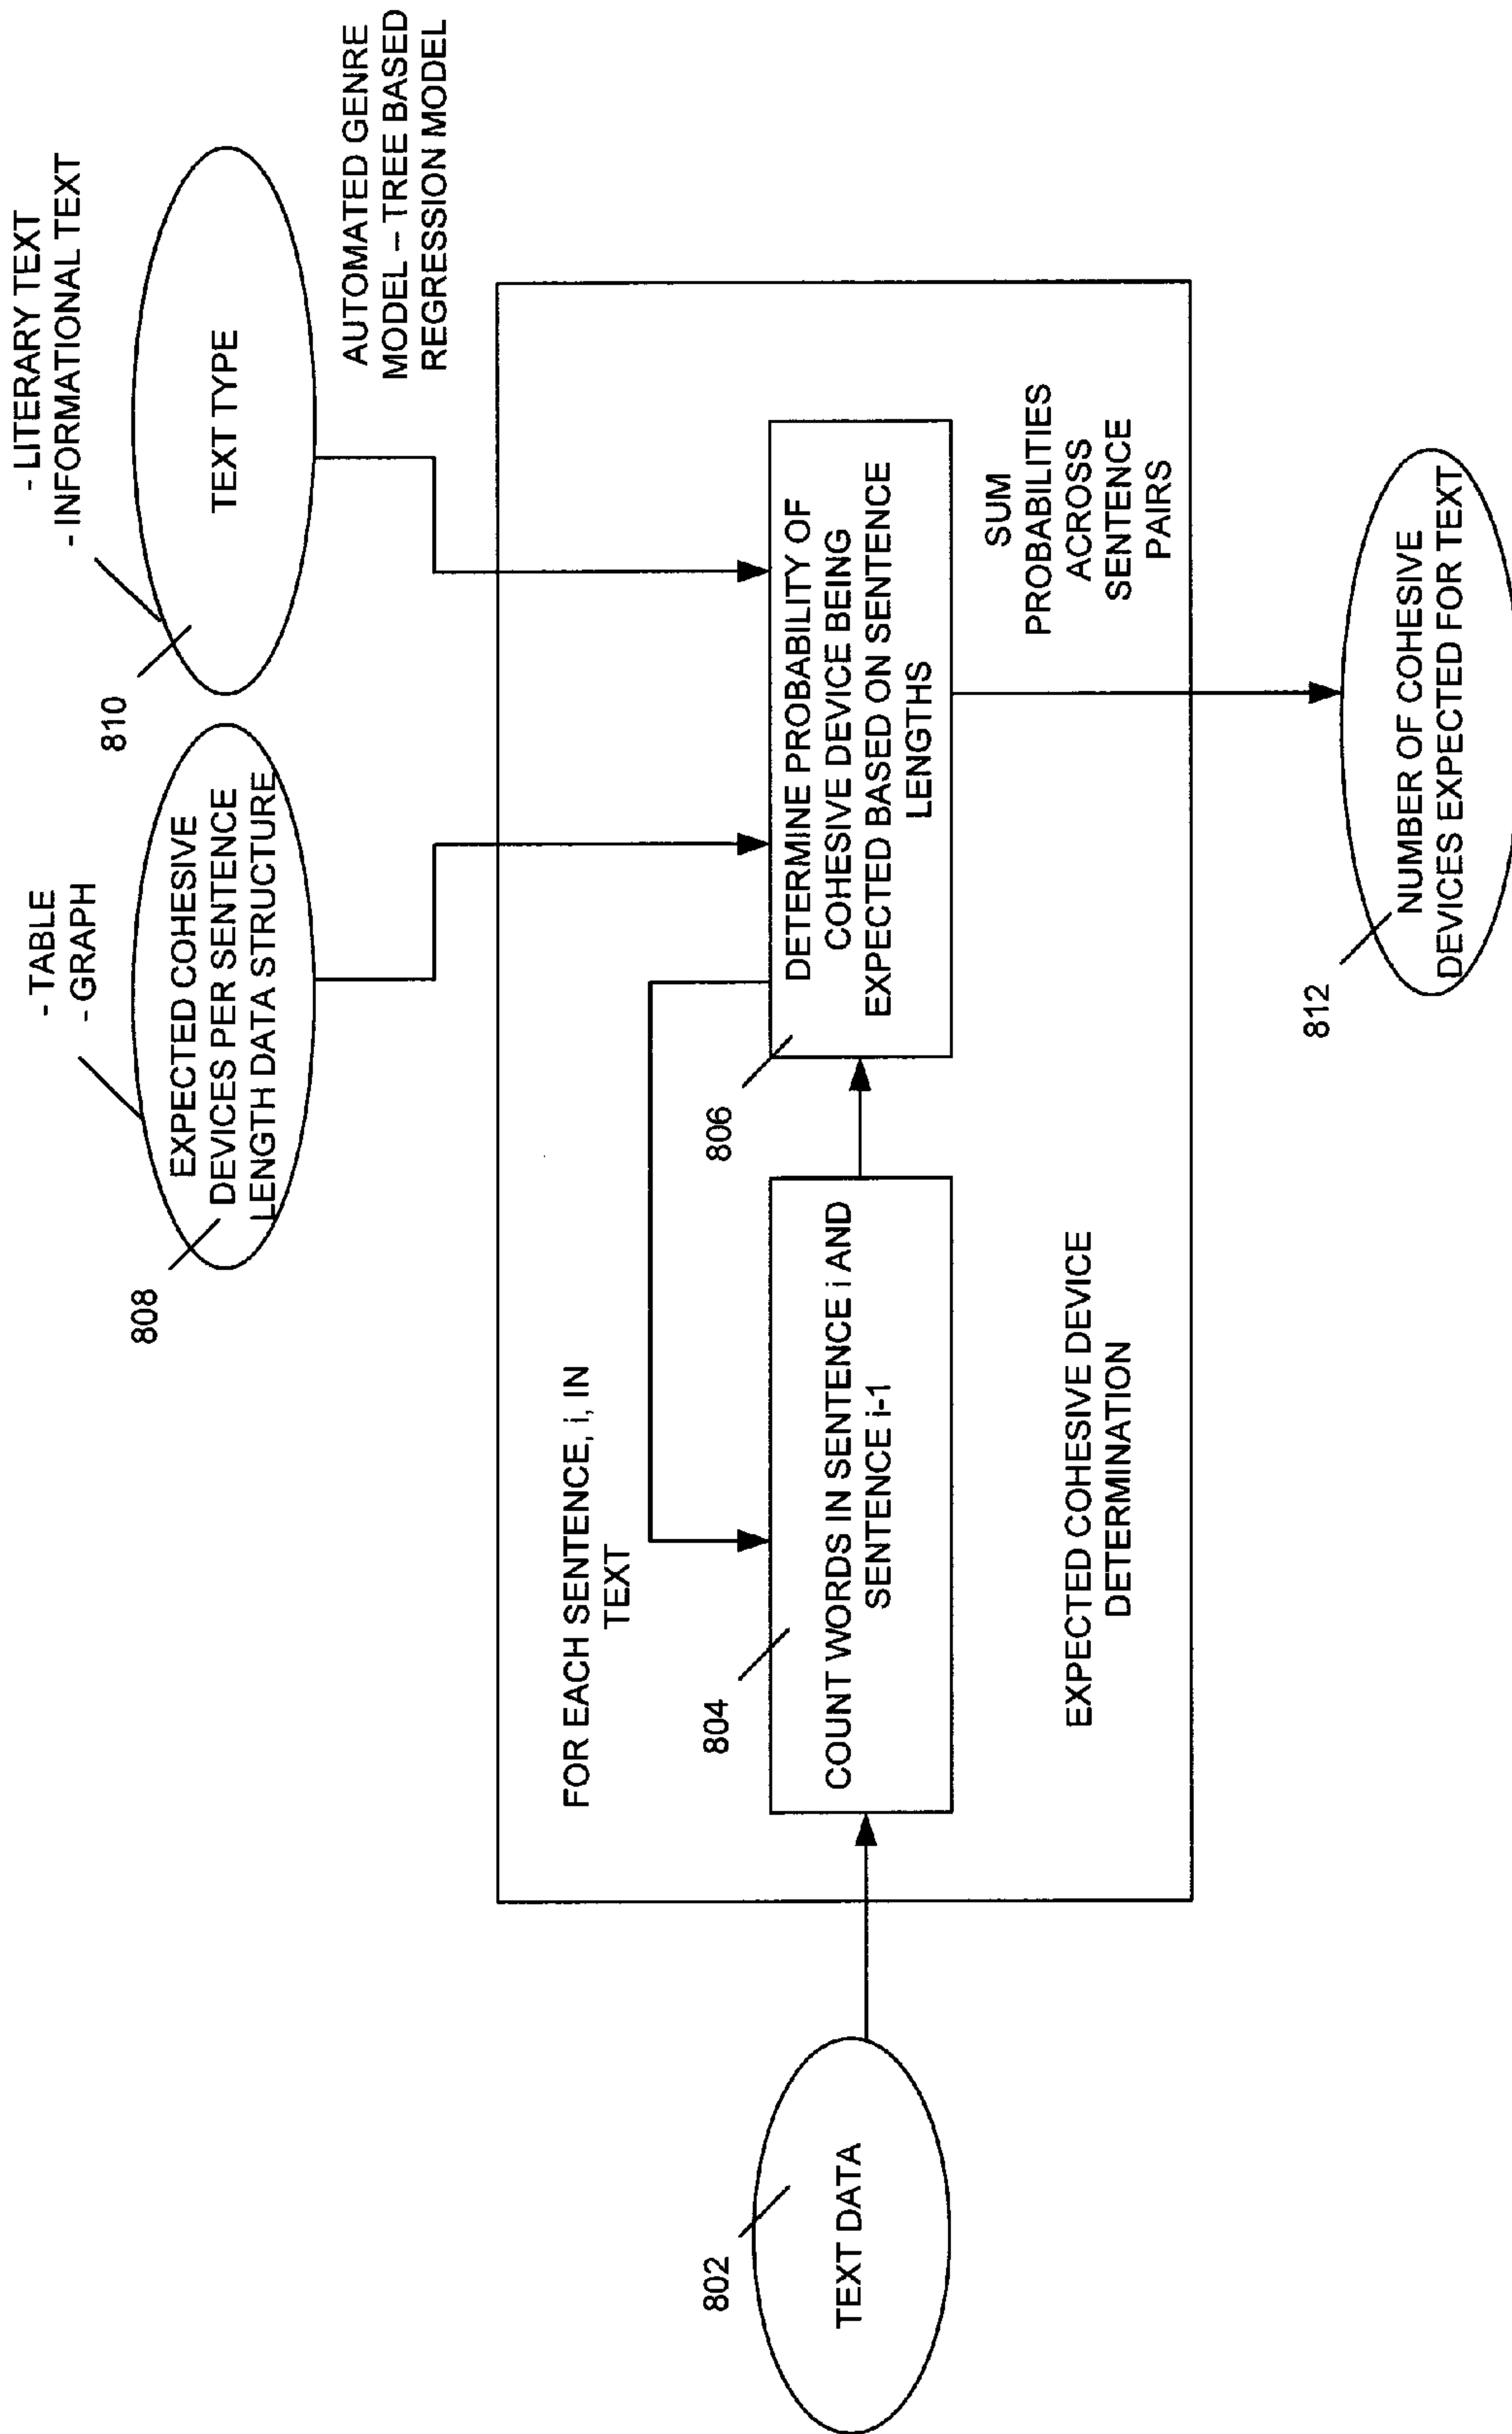 - TABLE
- GRAPH
- LITERARY TEXT
- INFORMATIONAL TEXT
808
EXPECTED COHESIVE
DEVICES PER SENTENCE
LENGTH DATA STRUCTURE
810
TEXT TYPE
AUTOMATED GENRE
MODEL – TREE BASED
REGRESSION MODEL
FOR EACH SENTENCE, i, IN
TEXT
802
TEXT DATA
804
COUNT WORDS IN SENTENCE i AND
SENTENCE i-1
806
DETERMINE PROBABILITY OF
COHESIVE DEVICE BEING
EXPECTED BASED ON SENTENCE
LENGTHS
EXPECTED COHESIVE DEVICE
DETERMINATION
SUM
PROBABILITIES
ACROSS
SENTENCE
PAIRS
812
NUMBER OF COHESIVE
DEVICES EXPECTED FOR TEXT